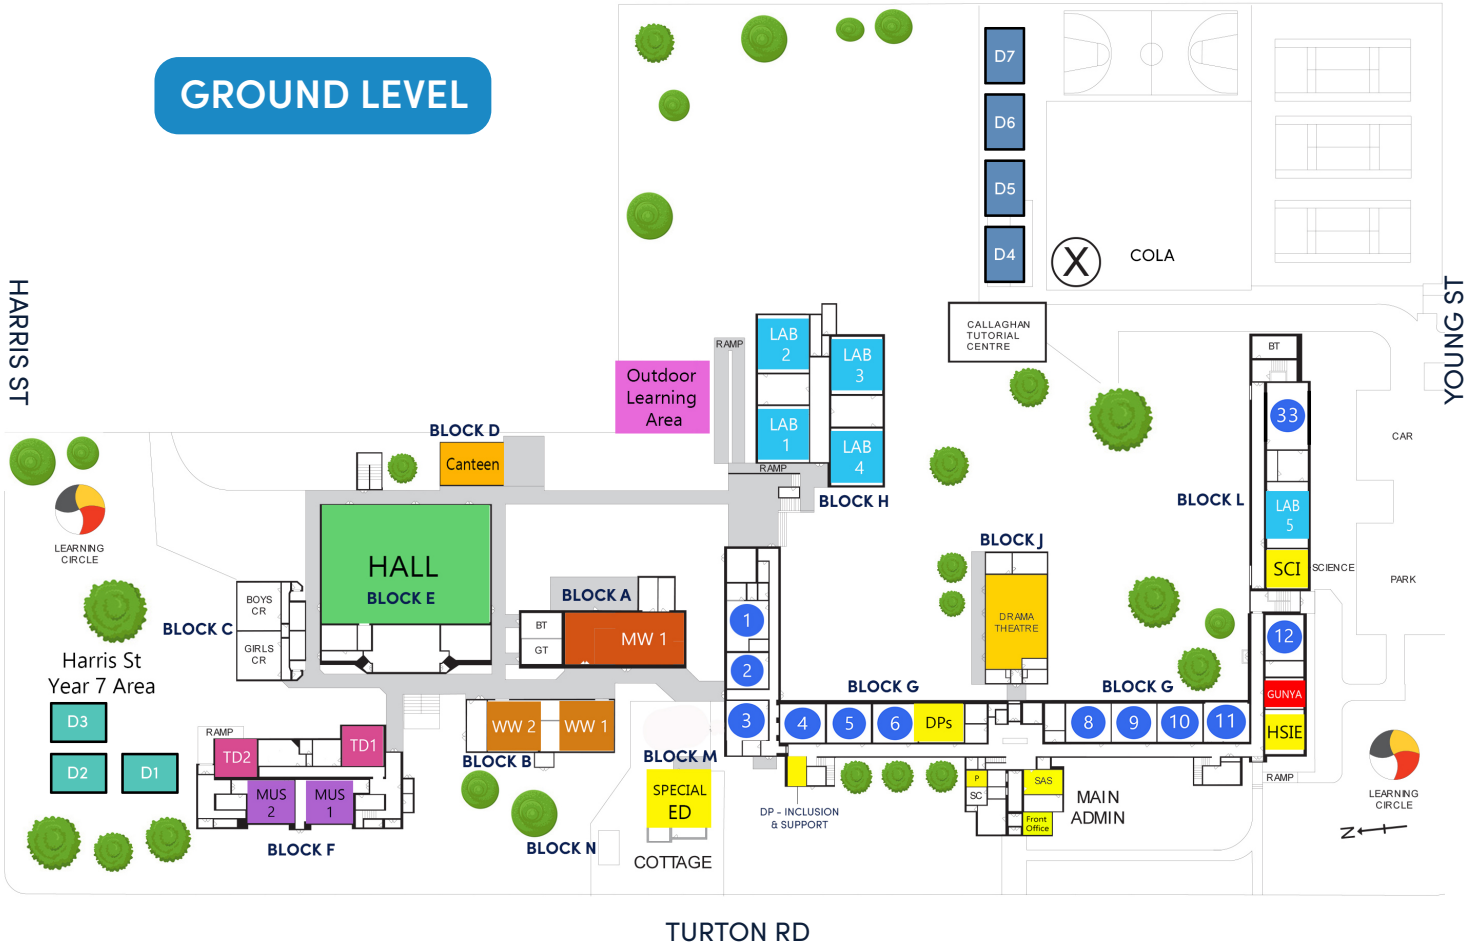 GROUND LEVEL
D7
D6
D5
D4
X
COLA
HARRIS ST
YOUNG ST
CALLAGHAN
TUTORIAL
CENTRE
RAMP
LAB
2
LAB
3
BT
Outdoor
Learning
Area
LAB
1
LAB
4
33
CAR
BLOCK D
Canteen
RAMP
BLOCK H
BLOCK L
LAB
5
LEARNING
CIRCLE
HALL
BLOCK E
BLOCK J
SCI
SCIENCE
PARK
BOYS
CR
BLOCK C
GIRLS
CR
BLOCK A
BT
GT
MW 1
1
2
3
DRAMA
THEATRE
12
Harris St
Year 7 Area
D3
D2
D1
BLOCK G
BLOCK G
GUNYA
HSIE
4
5
6
DPs
8
9
10
11
WW 2
WW 1
BLOCK B
RAMP
TD2
TD1
MUS
2
MUS
1
BLOCK F
BLOCK M
SPECIAL
ED
BLOCK N
COTTAGE
DP - INCLUSION
& SUPPORT
P
SC
SAS
Front
Office
MAIN
ADMIN
RAMP
LEARNING
CIRCLE
N
TURTON RD